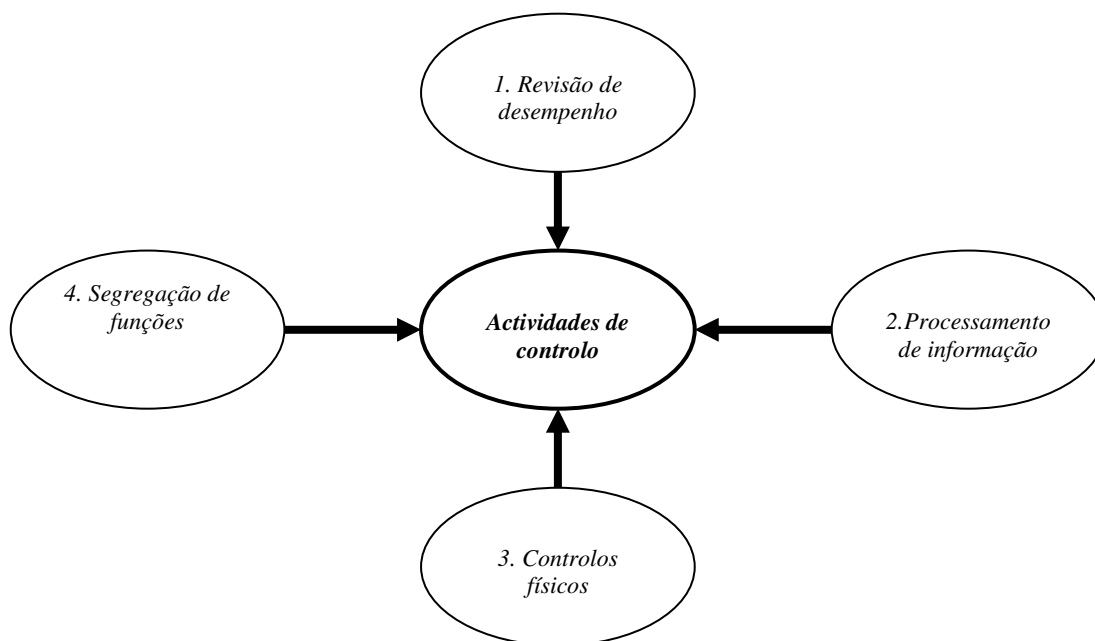 1. Revisão de
desempenho
4. Segregação de
funções
Actividades de
controlo
2.Processamento
de informação
3. Controlos
físicos